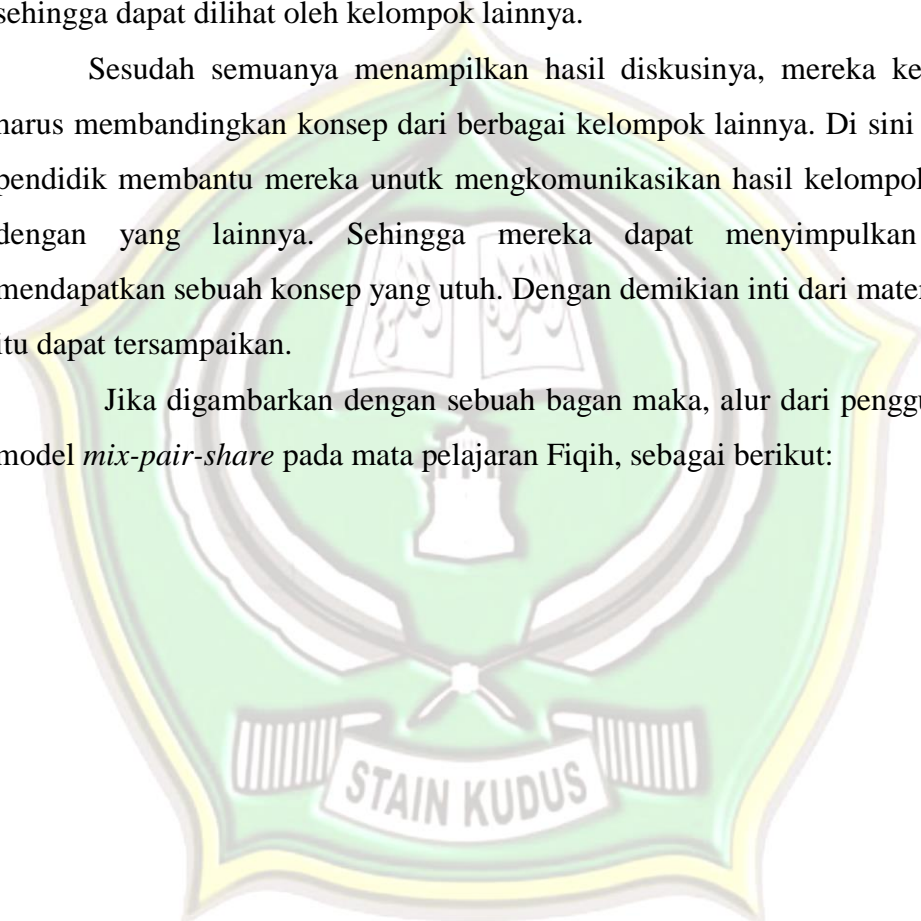 sehingga dapat dilihat oleh kelompok lainnya.
Sesudah semuanya menampilkan hasil diskusinya, mereka ke
harus membandingkan konsep dari berbagai kelompok lainnya. Di sini
pendidik membantu mereka unutk mengkomunikasikan hasil kelompok
dengan yang lainnya. Sehingga mereka dapat menyimpulkan
mendapatkan sebuah konsep yang utuh. Dengan demikian inti dari mater
itu dapat tersampaikan.
Jika digambarkan dengan sebuah bagan maka, alur dari penggu
model mix-pair-share pada mata pelajaran Fiqih, sebagai berikut:
STAIN KUDUS